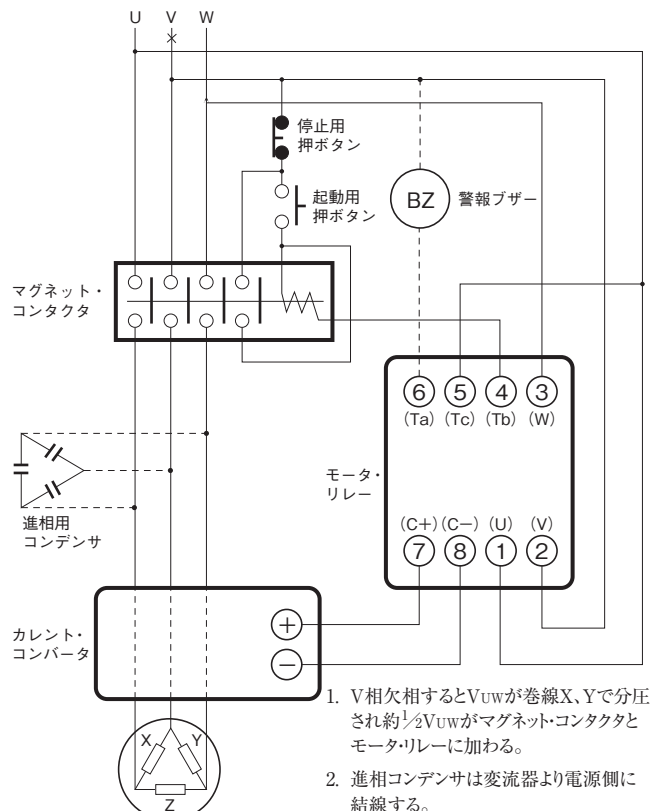 U V W
停止用
押ボタン
起動用
押ボタン
BZ 警報ブザー
マグネット・
コンタクタ
⑥ ⑤ ④ ③
(Ta) (Tc) (Tb) (W)
モータ・
リレー
進相用
コンデンサ
(C+) (C−) (U) (V)
⑦ ⑧ ① ②
カレント・
コンバータ
+
−
X Y
Z
1. V相欠相するとVUWが巻線X、Yで分圧
され約1/2VUWがマグネット・コンタクタと
モータ・リレーに加わる。
2. 進相コンデンサは変流器より電源側に
結線する。